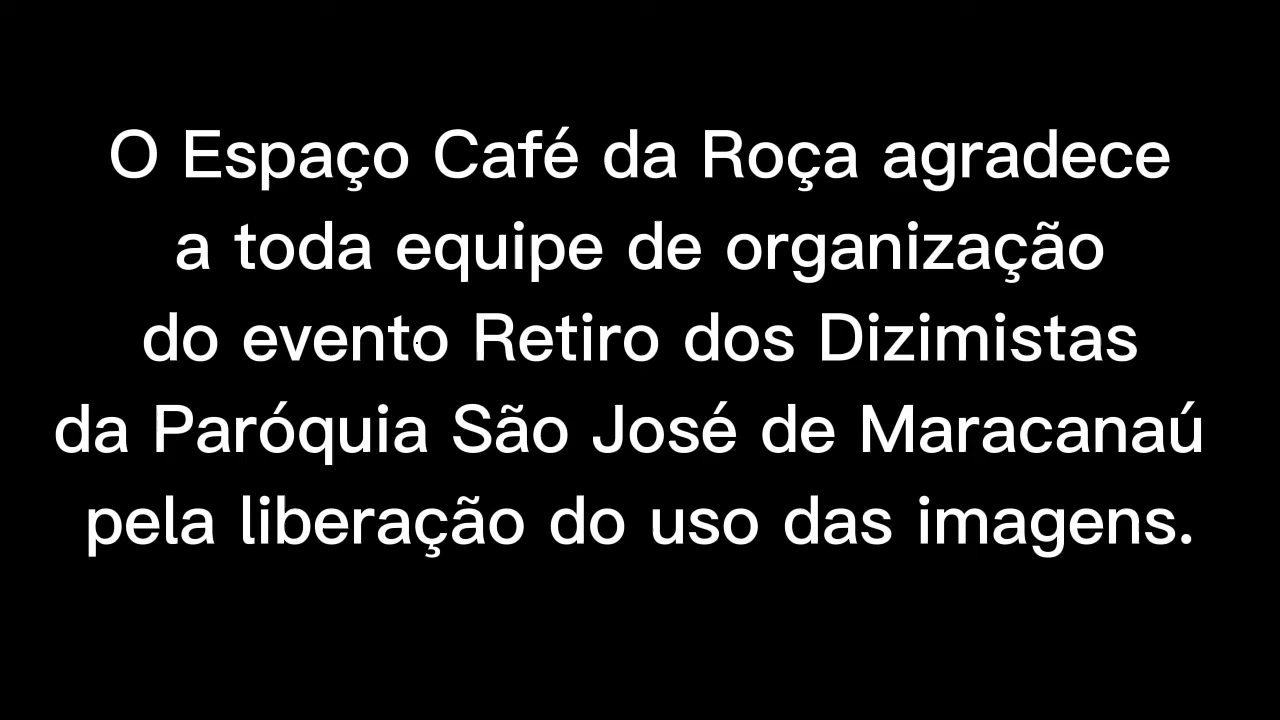 O Espaço Café da Roça agradece
a toda equipe de organização
do evento Retiro dos Dizimistas
da Paróquia São José de Maracanaú
pela liberação do uso das imagens.